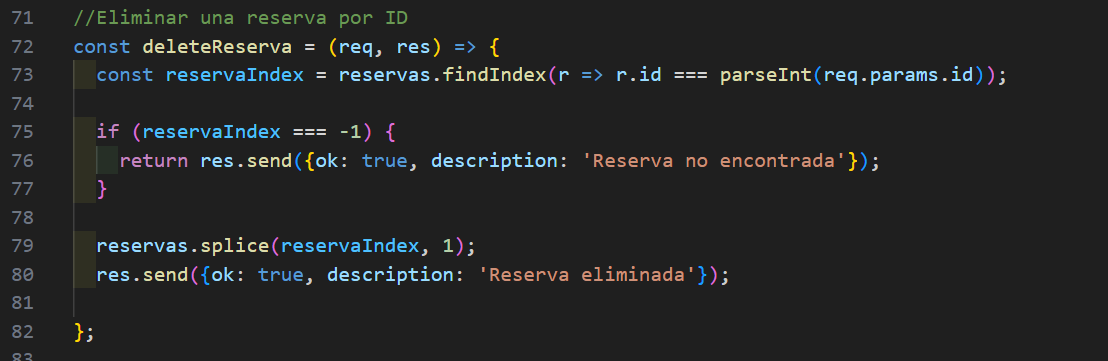 71 //Eliminar una reserva por ID
72 const deleteReserva = (req, res) => {
73 const reservaIndex = reservas.findIndex(r => r.id === parseInt(req.params.id));
74
75 if (reservaIndex === -1) {
76 return res.send({ok: true, description: 'Reserva no encontrada'});
77 }
78
79 reservas.splice(reservaIndex, 1);
80 res.send({ok: true, description: 'Reserva eliminada'});
81
82 };
83